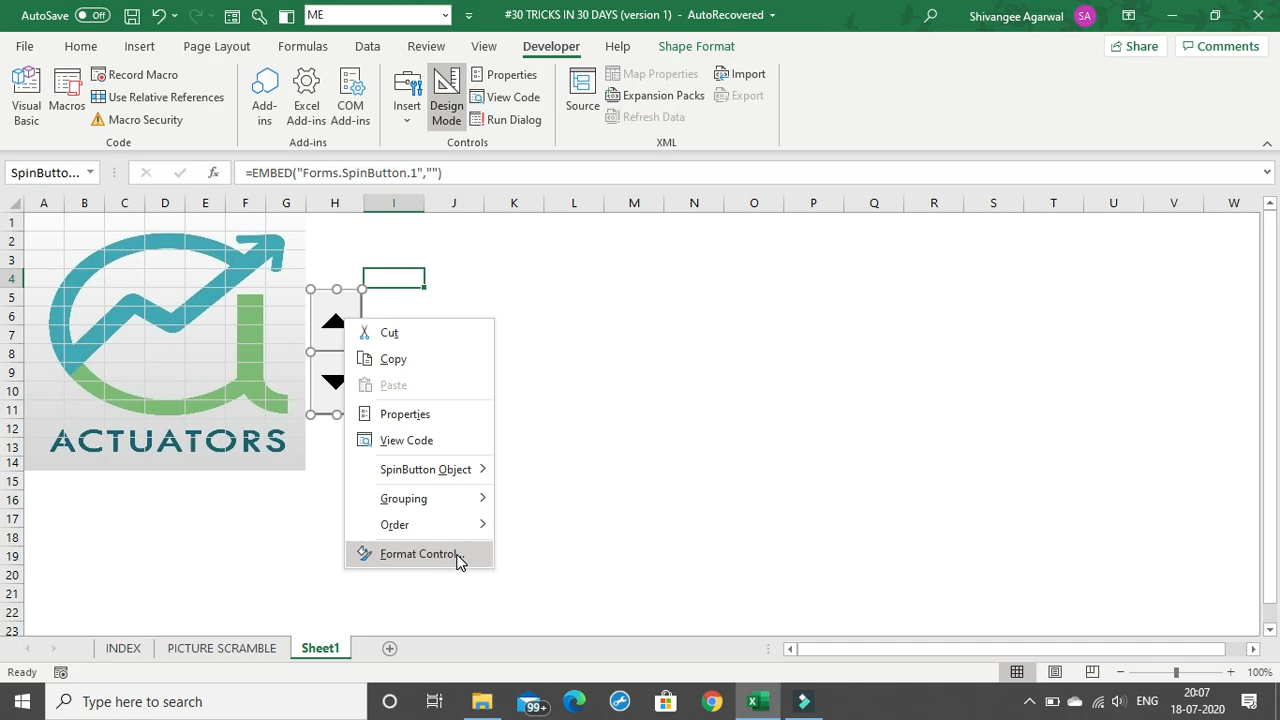 AutoSave Off ME #30 TRICKS IN 30 DAYS (version 1) - AutoRecovered Shivangee Agarwal SA
File Home Insert Page Layout Formulas Data Review View Developer Help Shape Format Share Comments
Visual Basic
Macros
Record Macro
Use Relative References
Macro Security
Code
Add-ins
Excel Add-ins
COM Add-ins
Add-ins
Insert
Design Mode
Properties
View Code
Run Dialog
Controls
Source
Map Properties
Expansion Packs
Refresh Data
Import
Export
XML
SpinButto... fx =EMBED("Forms.SpinButton.1","")
A B C D E F G H I J K L M N O P Q R S T U V W
1
2
3
4
5
6
7
8
9
10
11
12
13
14
15
16
17
18
19
20
21
22
23
ACTUATORS
Cut
Copy
Paste
Properties
View Code
SpinButton Object
Grouping
Order
Format Control...
INDEX PICTURE SCRAMBLE Sheet1
Ready 100%
Type here to search 99+ ENG 20:07
18-07-2020